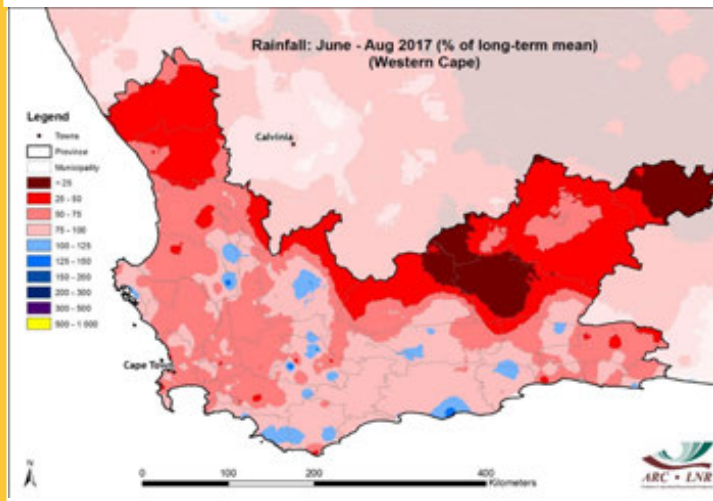 Rainfall: June - Aug 2017 (% of long-term mean)
(Western Cape)
Legend
Towns
Province
Municipality
< 25
25 - 50
50 - 75
75 - 100
100 - 125
125 - 150
150 - 200
200 - 300
300 - 500
500 - 1 000
Calvinia
Cape Town
N
0 100 200 400
Kilometers
ARC • LNR